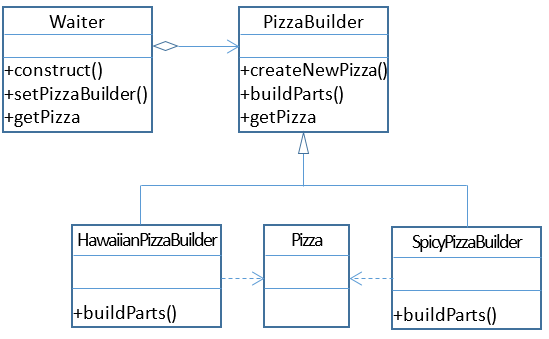 Waiter
+construct()
+setPizzaBuilder()
+getPizza
PizzaBuilder
+createNewPizza()
+buildParts()
+getPizza
HawaiianPizzaBuilder
+buildParts()
Pizza
SpicyPizzaBuilder
+buildParts()